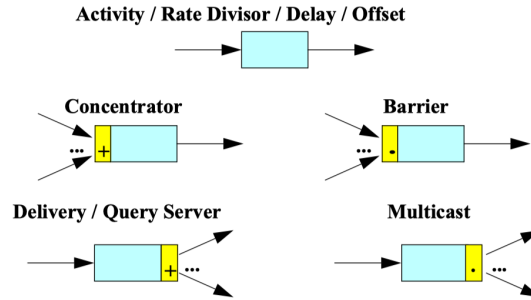 Activity / Rate Divisor / Delay / Offset
Concentrator
Barrier
... +
... .
Delivery / Query Server
Multicast
+ ...
. ...